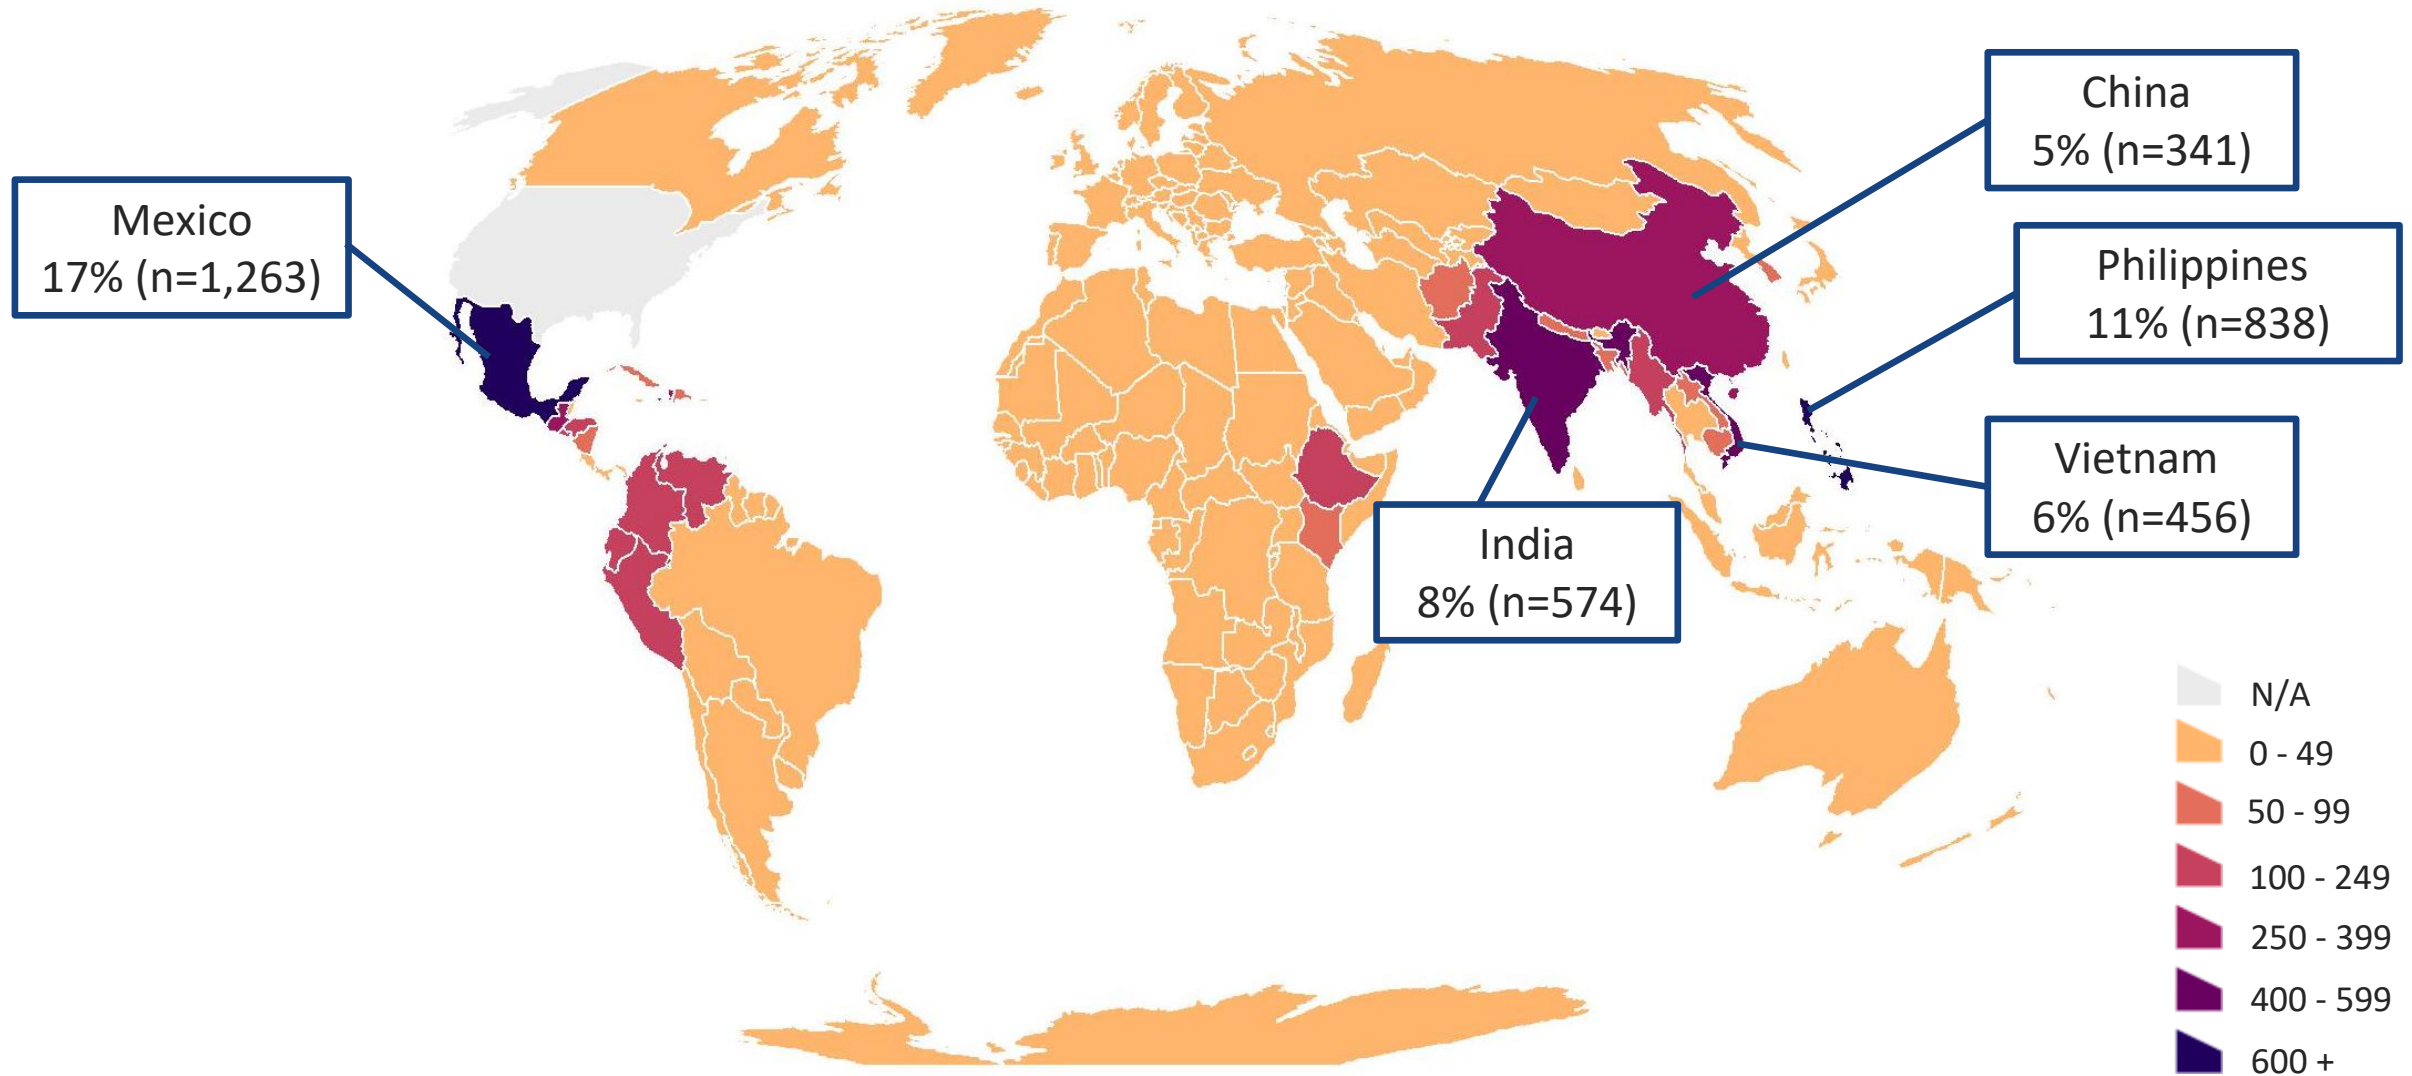 China
5% (n=341)
Mexico
17% (n=1,263)
Philippines
11% (n=838)
Vietnam
6% (n=456)
India
8% (n=574)
N/A
0 - 49
50 - 99
100 - 249
250 - 399
400 - 599
600 +